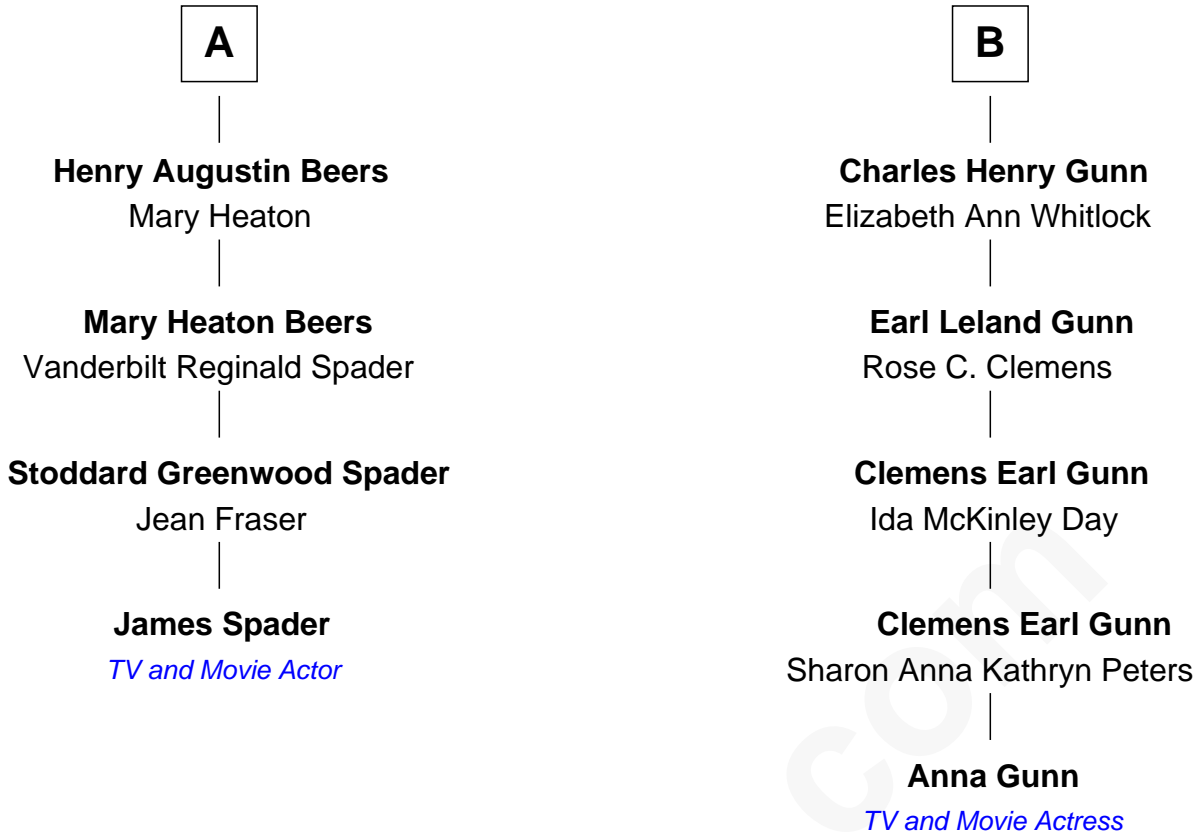 A
Henry Augustin Beers
Mary Heaton
Mary Heaton Beers
Vanderbilt Reginald Spader
Stoddard Greenwood Spader
Jean Fraser
James Spader
TV and Movie Actor
B
Charles Henry Gunn
Elizabeth Ann Whitlock
Earl Leland Gunn
Rose C. Clemens
Clemens Earl Gunn
Ida McKinley Day
Clemens Earl Gunn
Sharon Anna Kathryn Peters
Anna Gunn
TV and Movie Actress
com